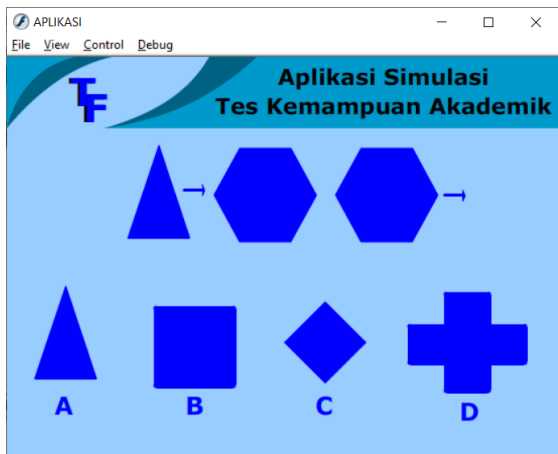 APLIKASI
File View Control Debug
TF
Aplikasi Simulasi
Tes Kemampuan Akademik
A B C D